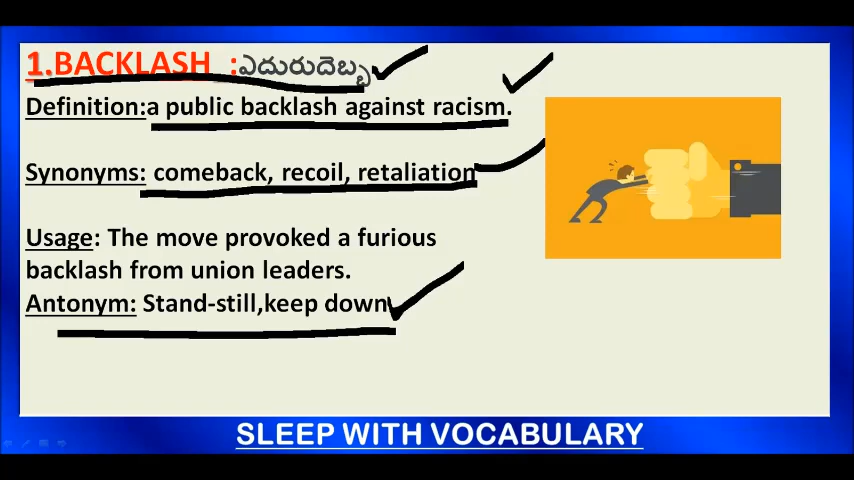 1.BACKLASH :ఎదురుదెబ్బ
Definition:a public backlash against racism.
Synonyms: comeback, recoil, retaliation
Usage: The move provoked a furious
backlash from union leaders.
Antonym: Stand-still,keep down
SLEEP WITH VOCABULARY